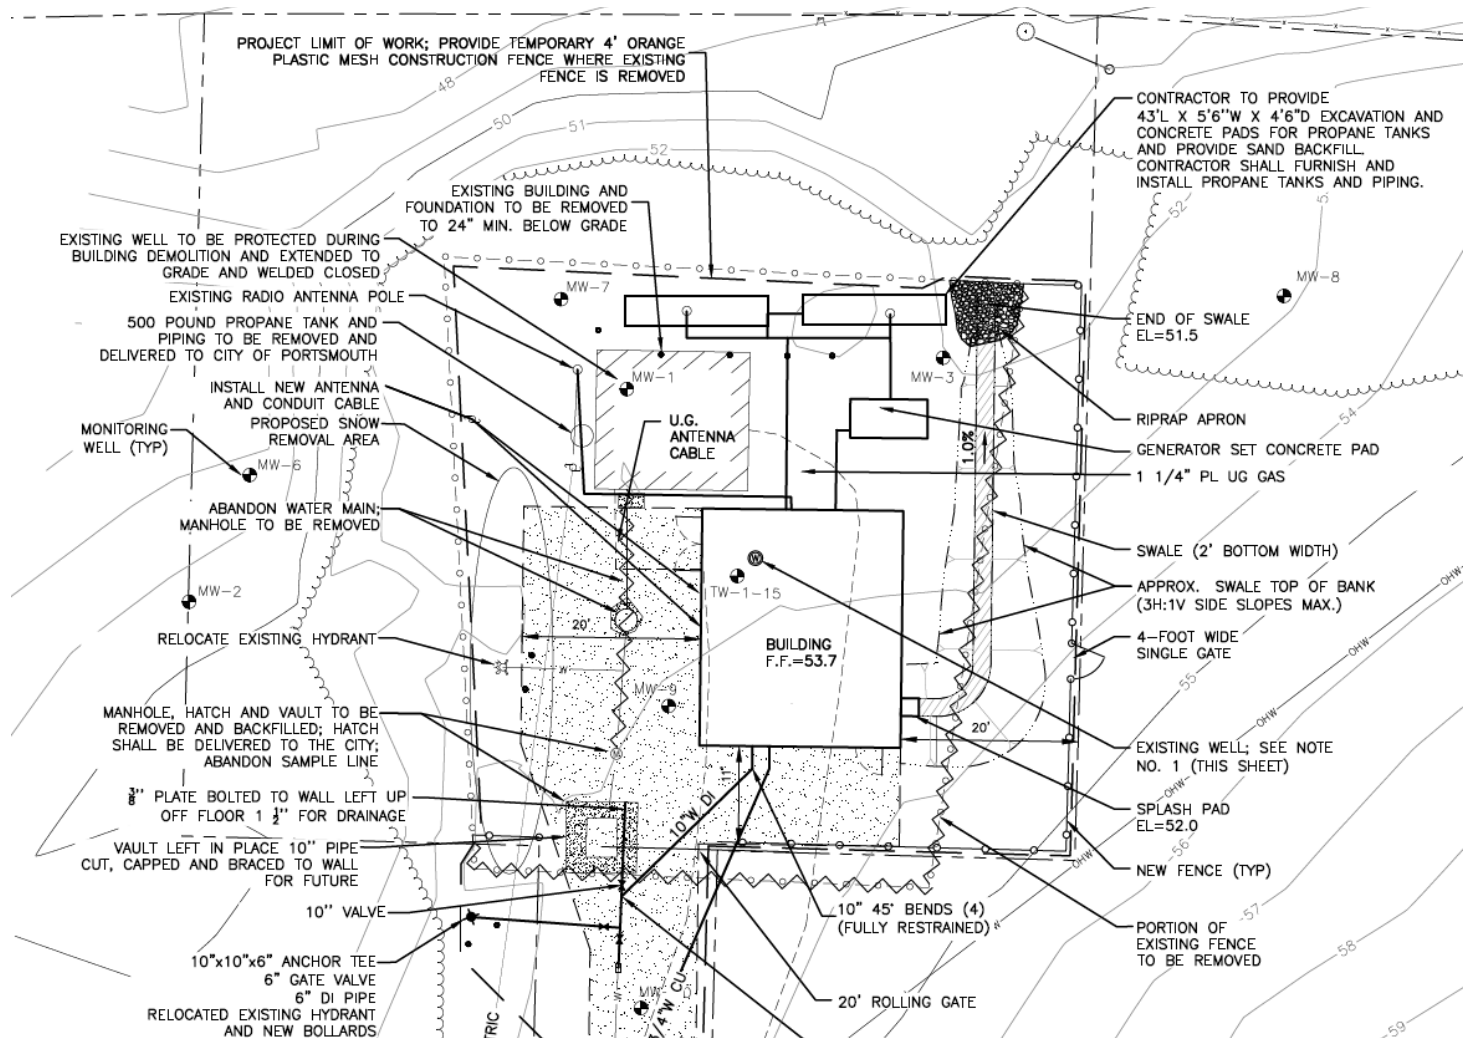 PROJECT LIMIT OF WORK; PROVIDE TEMPORARY 4' ORANGE
PLASTIC MESH CONSTRUCTION FENCE WHERE EXISTING
FENCE IS REMOVED
48
50
51
52
CONTRACTOR TO PROVIDE
43'L X 5'6"W X 4'6"D EXCAVATION AND
CONCRETE PADS FOR PROPANE TANKS
AND PROVIDE SAND BACKFILL.
CONTRACTOR SHALL FURNISH AND
INSTALL PROPANE TANKS AND PIPING.
52
EXISTING BUILDING AND
FOUNDATION TO BE REMOVED
TO 24" MIN. BELOW GRADE
EXISTING WELL TO BE PROTECTED DURING
BUILDING DEMOLITION AND EXTENDED TO
GRADE AND WELDED CLOSED
EXISTING RADIO ANTENNA POLE
500 POUND PROPANE TANK AND
PIPING TO BE REMOVED AND
DELIVERED TO CITY OF PORTSMOUTH
INSTALL NEW ANTENNA
AND CONDUIT CABLE
PROPOSED SNOW
REMOVAL AREA
MONITORING
WELL (TYP)
MW-6
ABANDON WATER MAIN;
MANHOLE TO BE REMOVED
MW-2
RELOCATE EXISTING HYDRANT
MANHOLE, HATCH AND VAULT TO BE
REMOVED AND BACKFILLED; HATCH
SHALL BE DELIVERED TO THE CITY;
ABANDON SAMPLE LINE
3/8" PLATE BOLTED TO WALL LEFT UP
OFF FLOOR 1 1/2" FOR DRAINAGE
VAULT LEFT IN PLACE 10" PIPE
CUT, CAPPED AND BRACED TO WALL
FOR FUTURE
10" VALVE
10"x10"x6" ANCHOR TEE
6" GATE VALVE
6" DI PIPE
RELOCATED EXISTING HYDRANT
AND NEW BOLLARDS
MW-7
MW-1
MW-3
MW-8
U.G.
ANTENNA
CABLE
1.0%
TW-1-15
BUILDING
F.F.=53.7
20'
W
MW-9
20'
11'
10"W DI
W
10" 45° BENDS (4)
(FULLY RESTRAINED)
W
20' ROLLING GATE
3/4"W CU
TRIC
END OF SWALE
EL=51.5
RIPRAP APRON
GENERATOR SET CONCRETE PAD
1 1/4" PL UG GAS
SWALE (2' BOTTOM WIDTH)
APPROX. SWALE TOP OF BANK
(3H:1V SIDE SLOPES MAX.)
4-FOOT WIDE
SINGLE GATE
EXISTING WELL; SEE NOTE
NO. 1 (THIS SHEET)
SPLASH PAD
EL=52.0
NEW FENCE (TYP)
PORTION OF
EXISTING FENCE
TO BE REMOVED
54
55
56
57
58
59
OHW
OHW
OHW
OHW
OHW